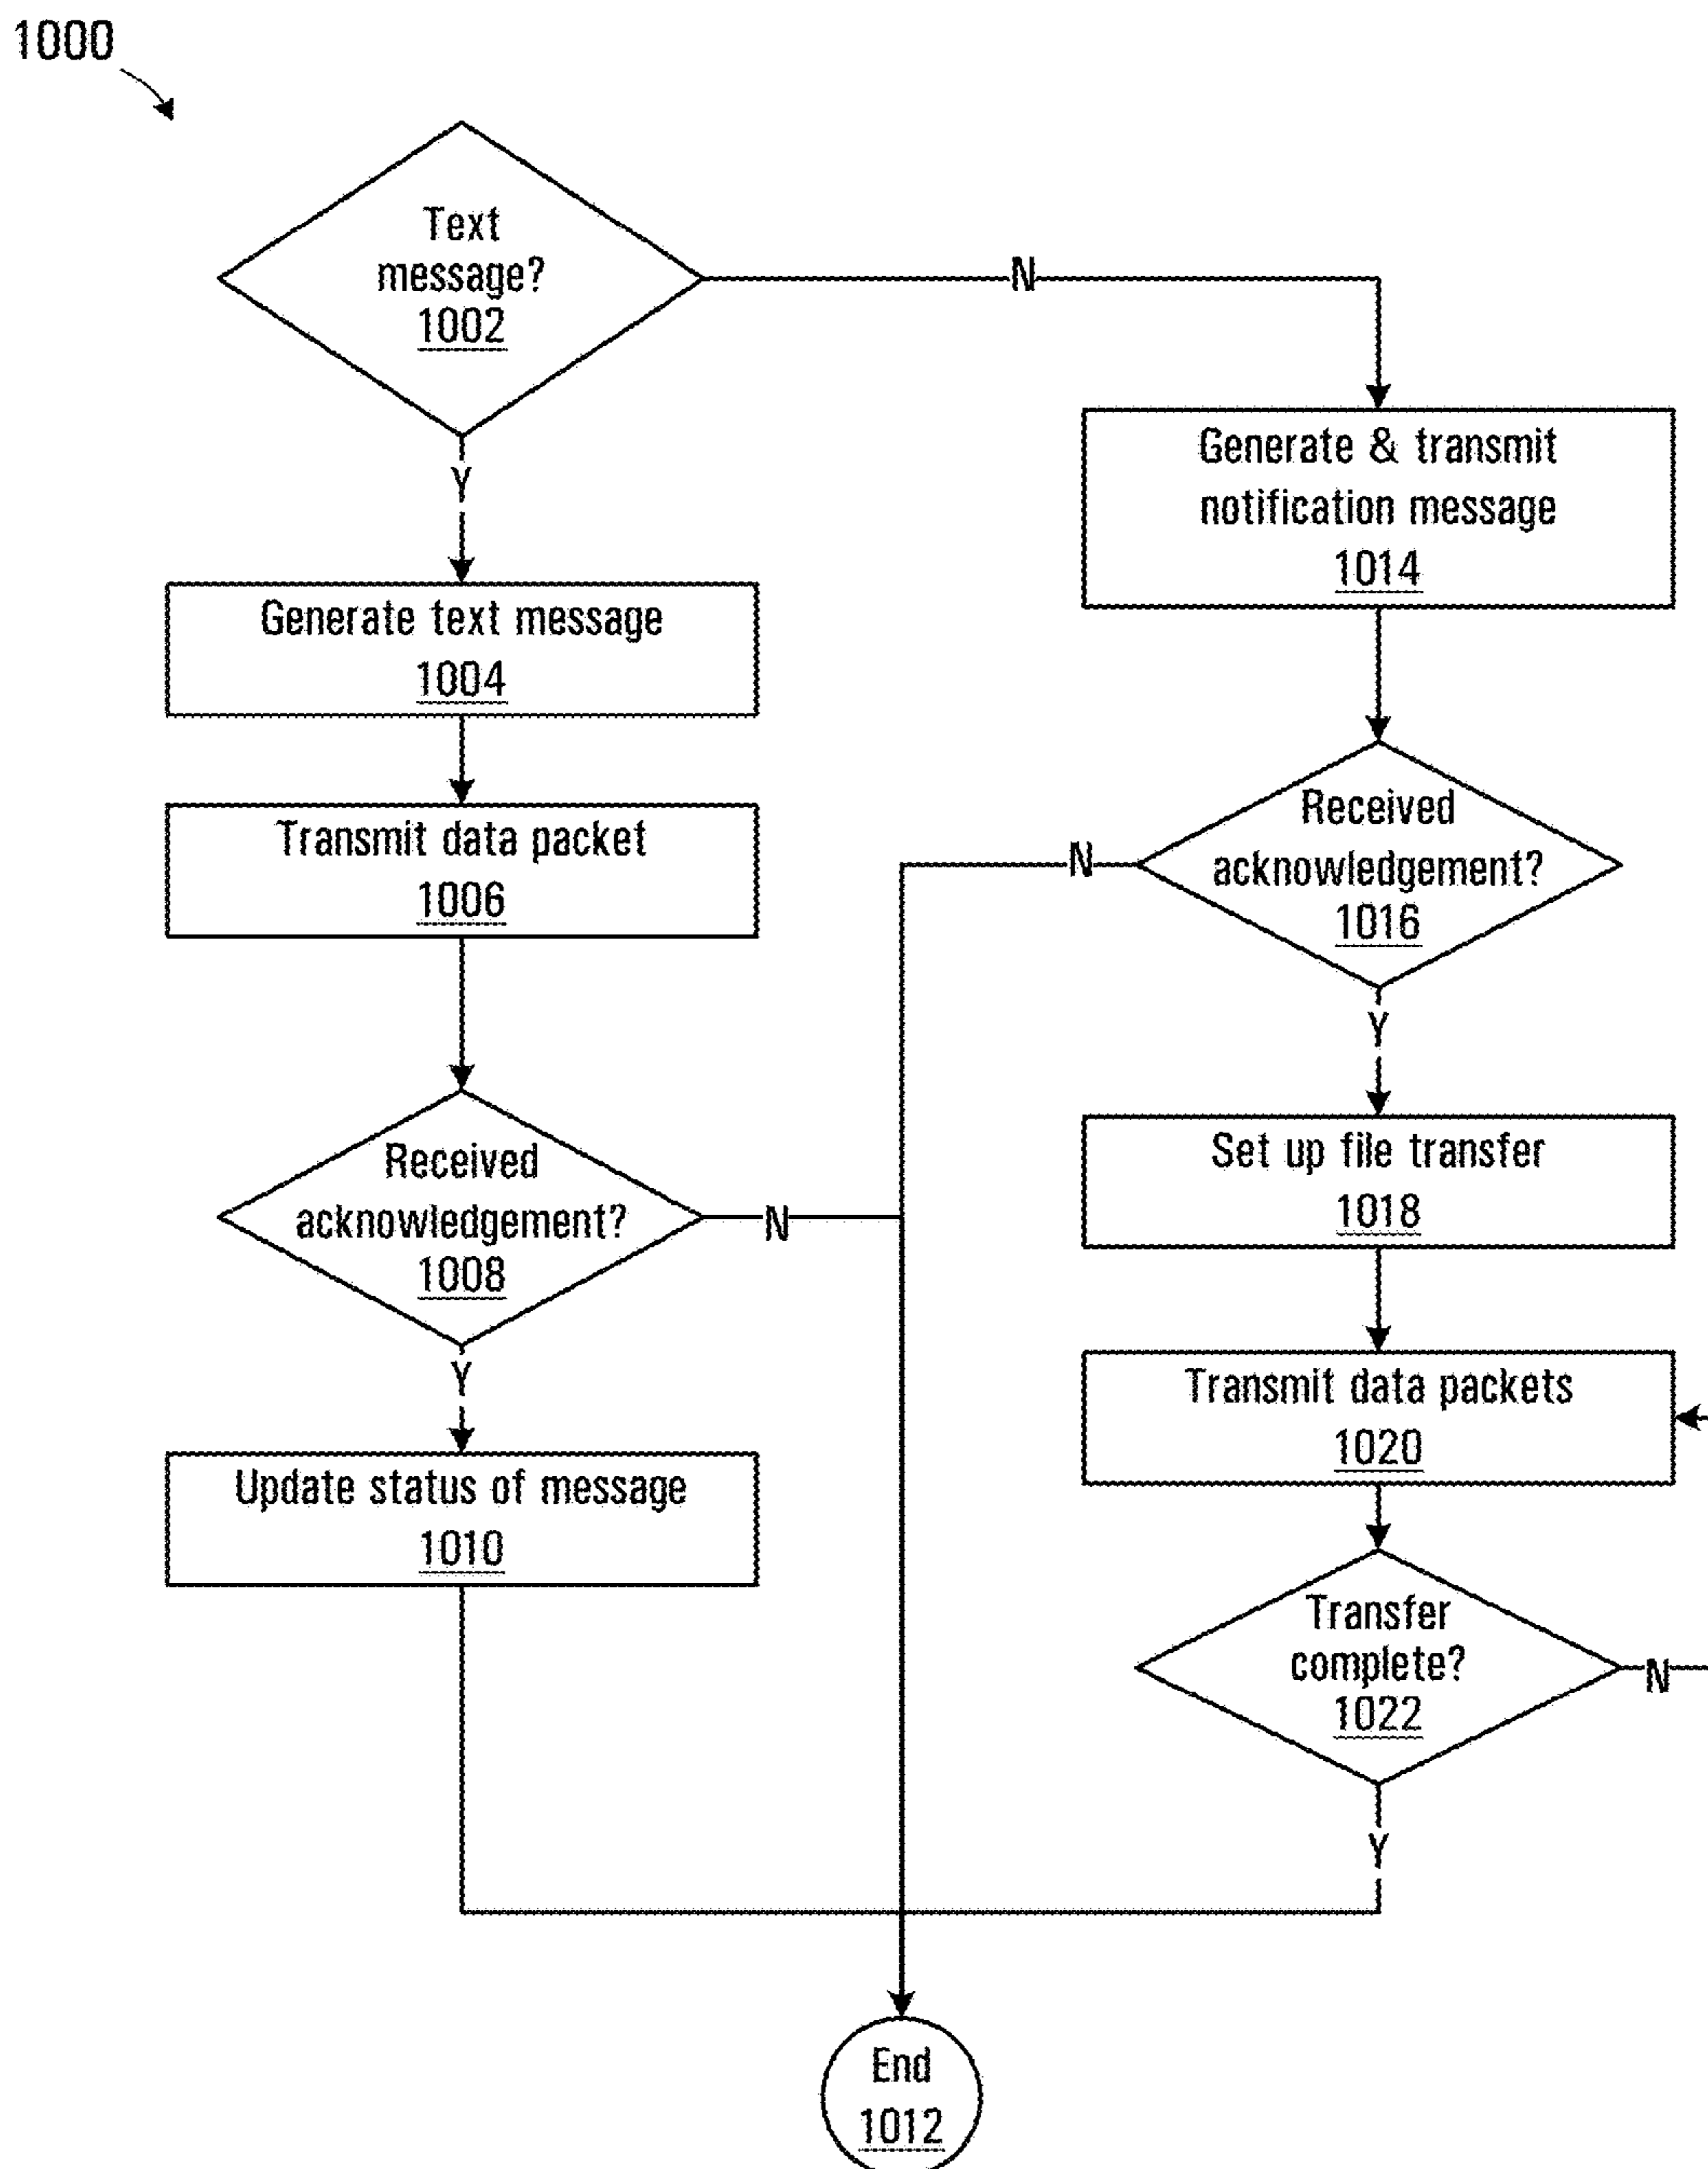 1000
Text
message?
1002
N
Y
Generate text message
1004
Transmit data packet
1006
Received
acknowledgement?
1008
N
Y
Update status of message
1010
Generate & transmit
notification message
1014
Received
acknowledgement?
1016
N
Y
Set up file transfer
1018
Transmit data packets
1020
Transfer
complete?
1022
N
Y
End
1012